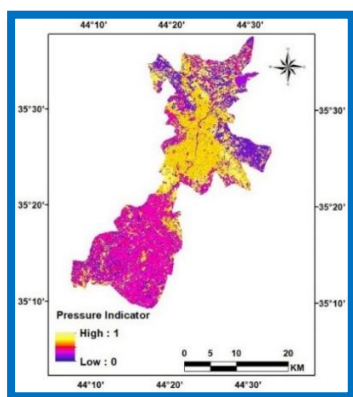 44°10' 44°20' 44°30'
35°30' 35°30'
35°20' 35°20'
35°10' 35°10'
Pressure Indicator
High : 1
Low : 0
0 5 10 20
KM
44°10' 44°20' 44°30'